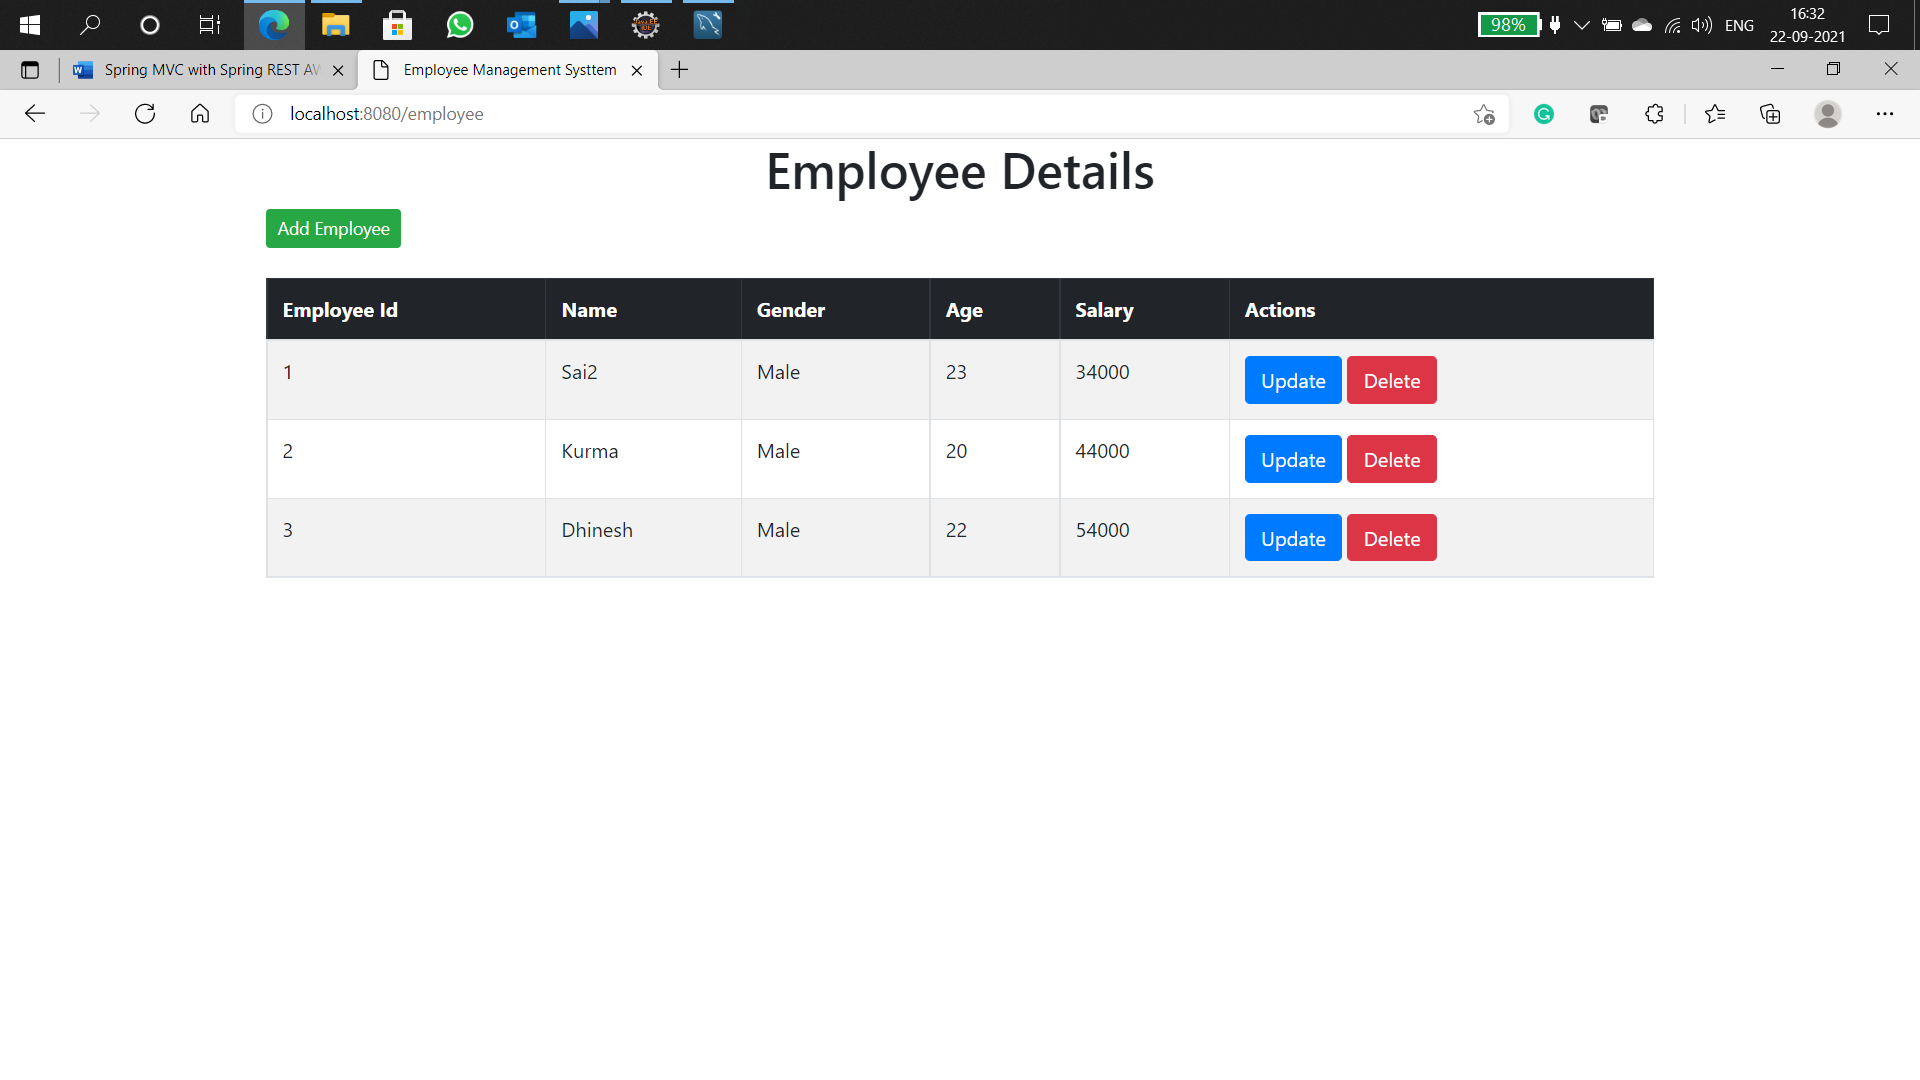 98%
ENG
16:32
22-09-2021
Spring MVC with Spring REST AV
Employee Management Systtem
localhost:8080/employee
Employee Details
Add Employee
Employee Id Name Gender Age Salary Actions
1 Sai2 Male 23 34000 Update Delete
2 Kurma Male 20 44000 Update Delete
3 Dhinesh Male 22 54000 Update Delete